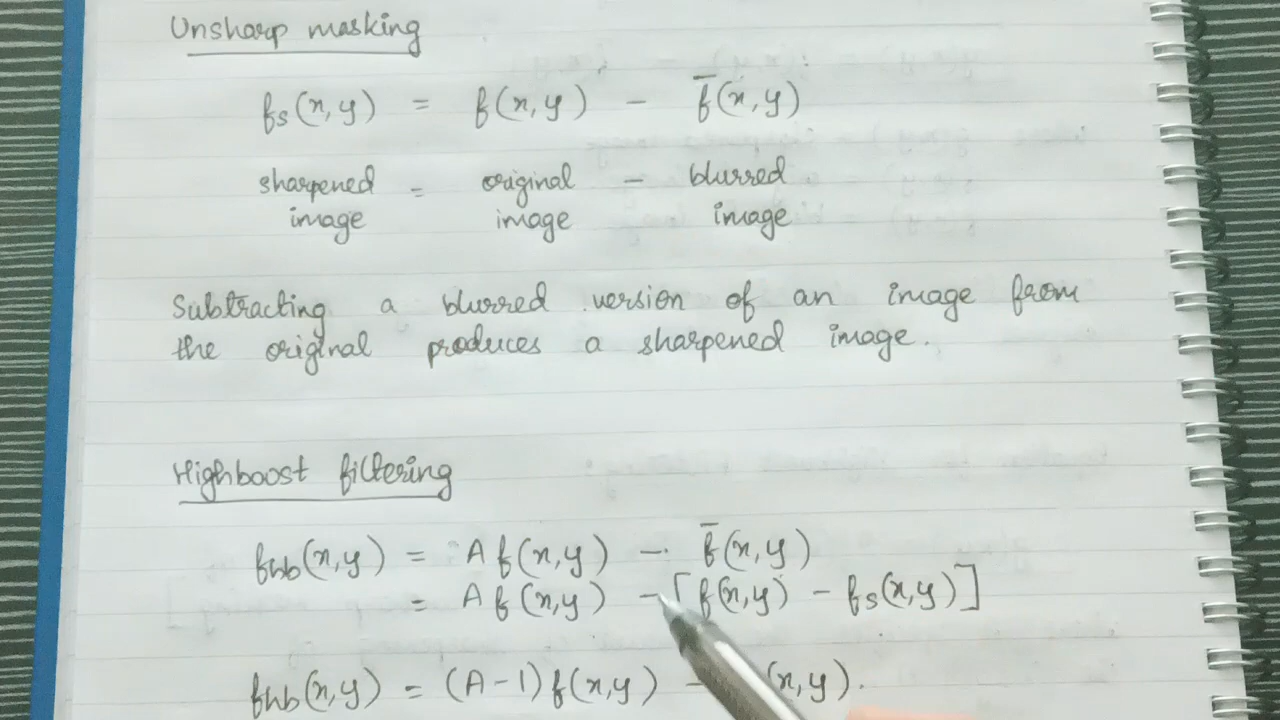 Unsharp masking
fs(x,y) = f(x,y) - f̄(x,y)
sharpened = original - blurred
image image image
Subtracting a blurred version of an image from
the original produces a sharpened image.
Highboost filtering
fhb(x,y) = A f(x,y) - f̄(x,y)
= A f(x,y) - [f(x,y) - fs(x,y)]
fhb(x,y) = (A-1) f(x,y) - (x,y).